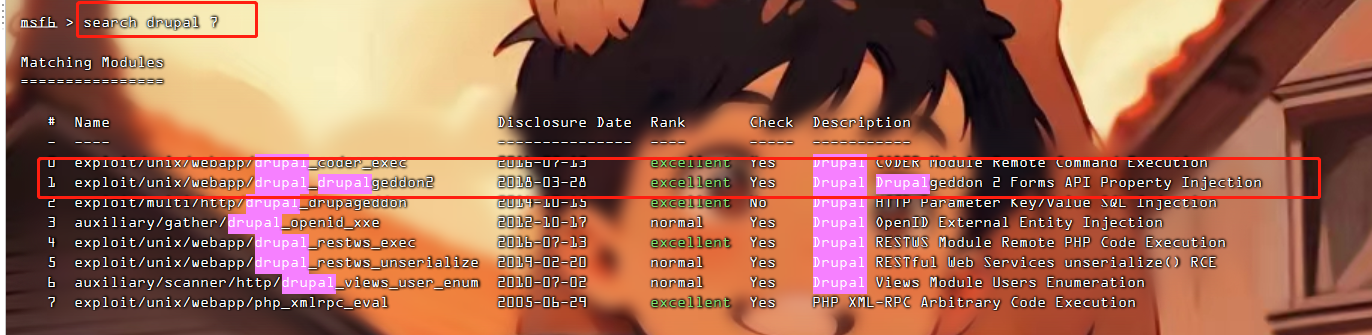 msf6 > search drupal 7
Matching Modules
================
# Name Disclosure Date Rank Check Description
- ---- --------------- ---- ----- -----------
0 exploit/unix/webapp/drupal_coder_exec 2016-07-13 excellent Yes Drupal CODER Module Remote Command Execution
1 exploit/unix/webapp/drupal_drupalgeddon2 2018-03-28 excellent Yes Drupal Drupalgeddon 2 Forms API Property Injection
2 exploit/multi/http/drupal_drupageddon 2014-10-15 excellent No Drupal HTTP Parameter Key/Value SQL Injection
3 auxiliary/gather/drupal_openid_xxe 2012-10-17 normal Yes Drupal OpenID External Entity Injection
4 exploit/unix/webapp/drupal_restws_exec 2016-07-13 excellent Yes Drupal RESTWS Module Remote PHP Code Execution
5 exploit/unix/webapp/drupal_restws_unserialize 2019-02-20 normal Yes Drupal RESTful Web Services unserialize() RCE
6 auxiliary/scanner/http/drupal_views_user_enum 2010-07-02 normal Yes Drupal Views Module Users Enumeration
7 exploit/unix/webapp/php_xmlrpc_eval 2005-06-29 excellent Yes PHP XML-RPC Arbitrary Code Execution